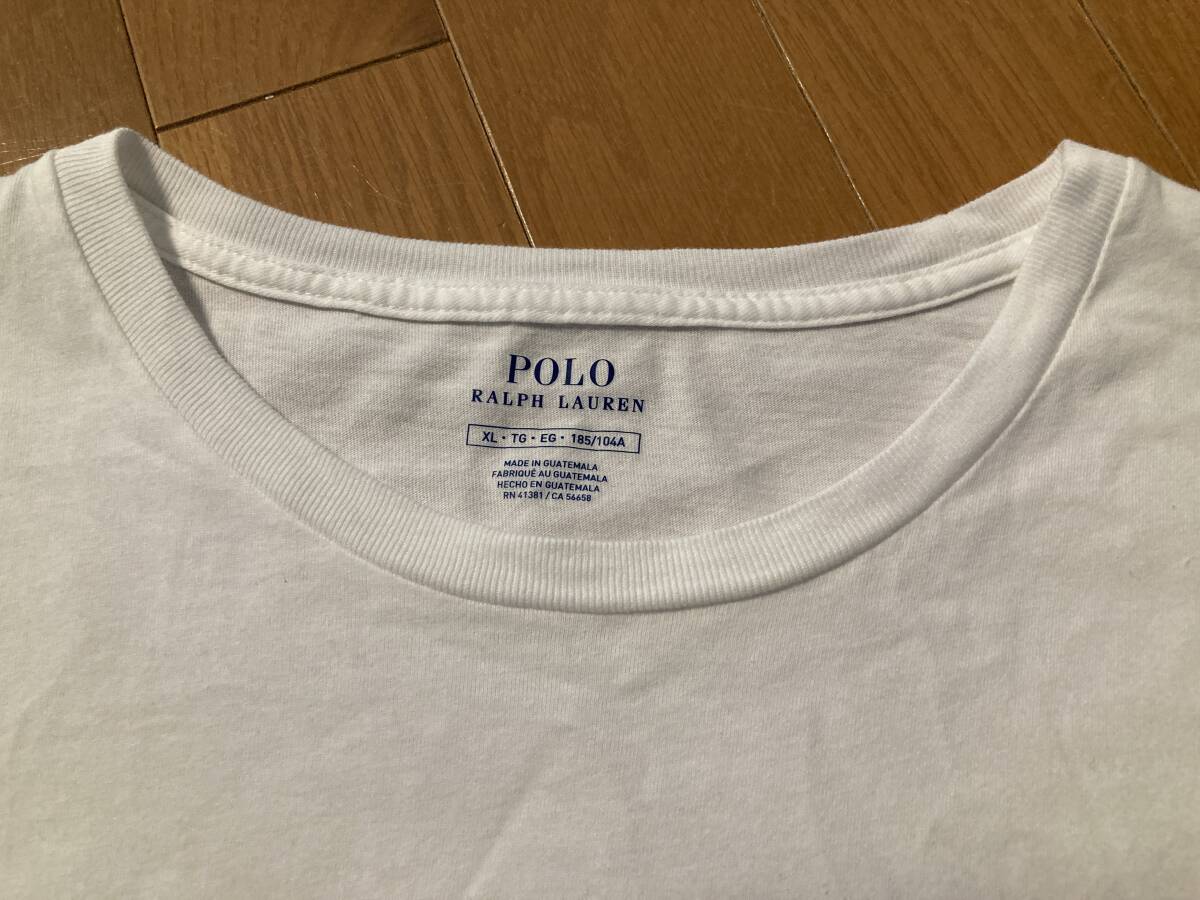 POLO
RALPH LAUREN
XL • TG • EG • 185/104A
MADE IN GUATEMALA
FABRIQUÉ AU GUATEMALA
HECHO EN GUATEMALA
RN 41381 / CA 56658